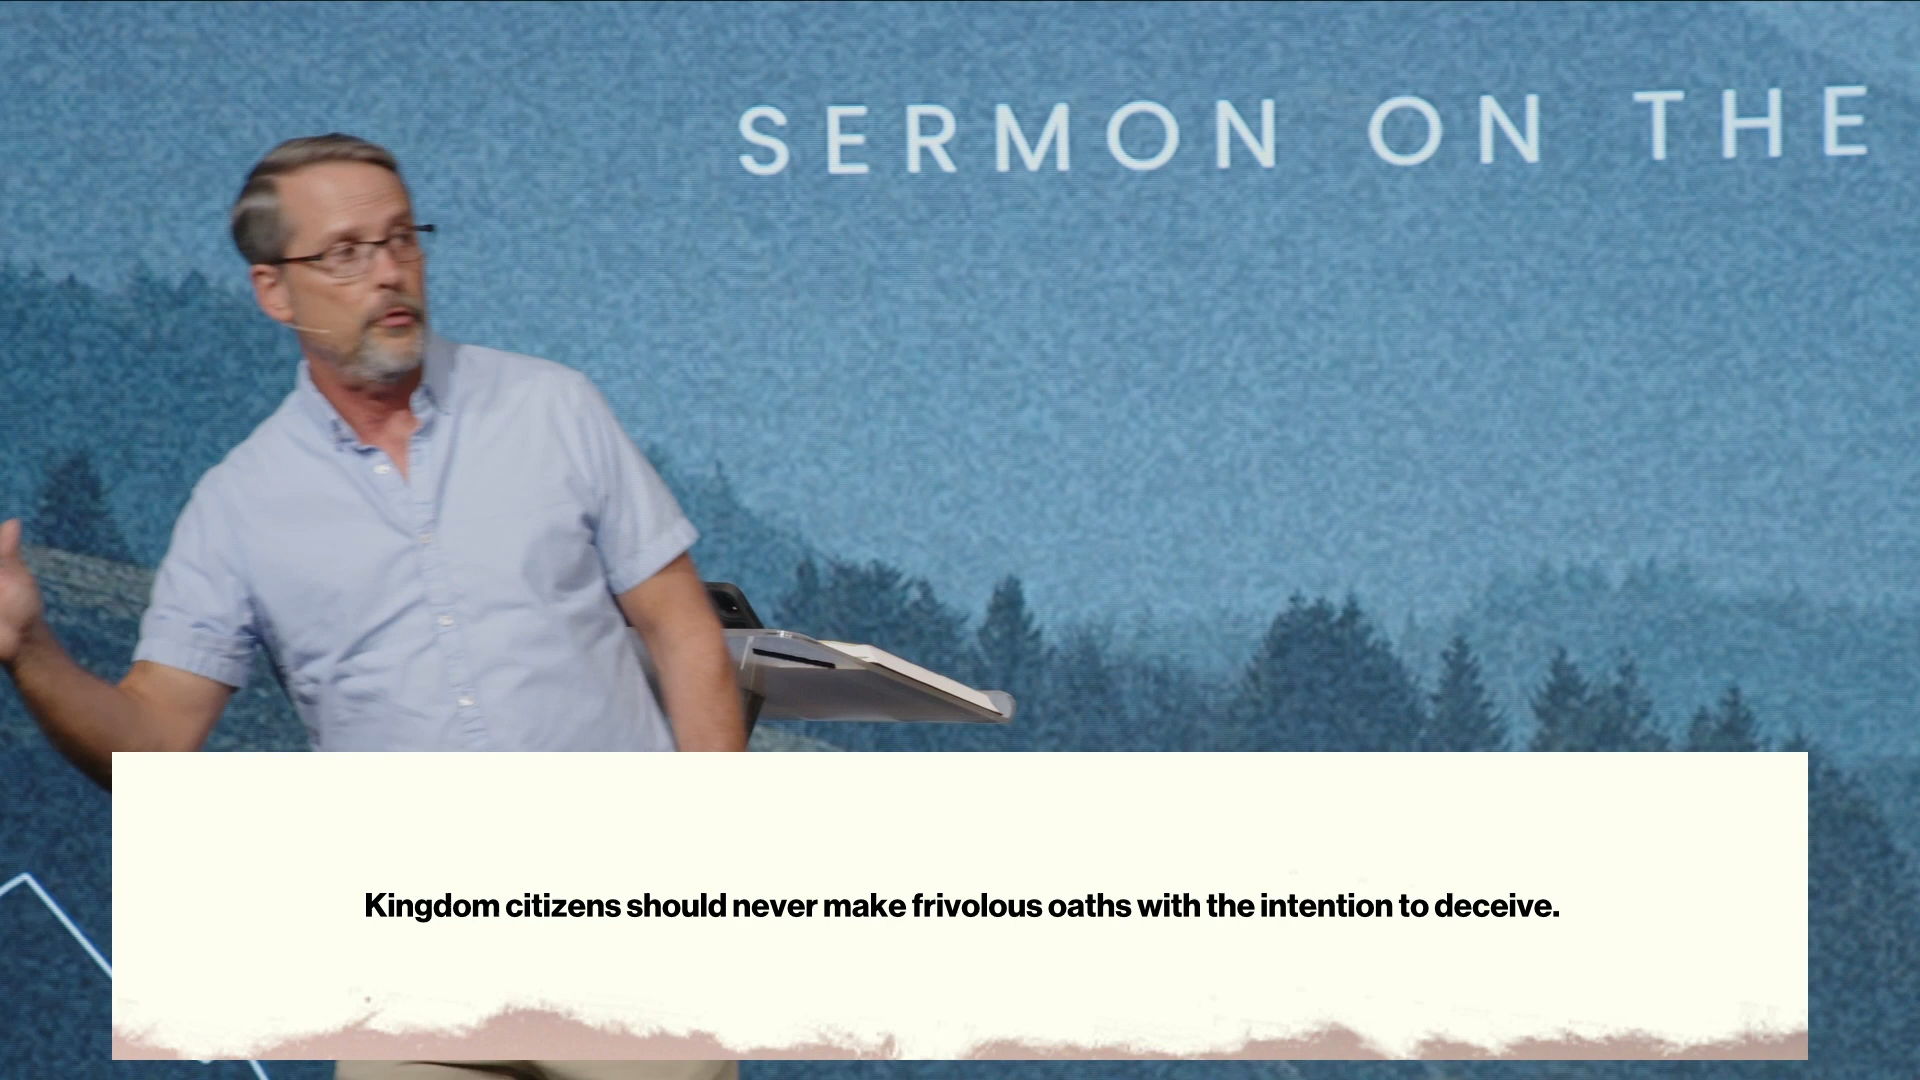 SERMON ON THE
Kingdom citizens should never make frivolous oaths with the intention to deceive.